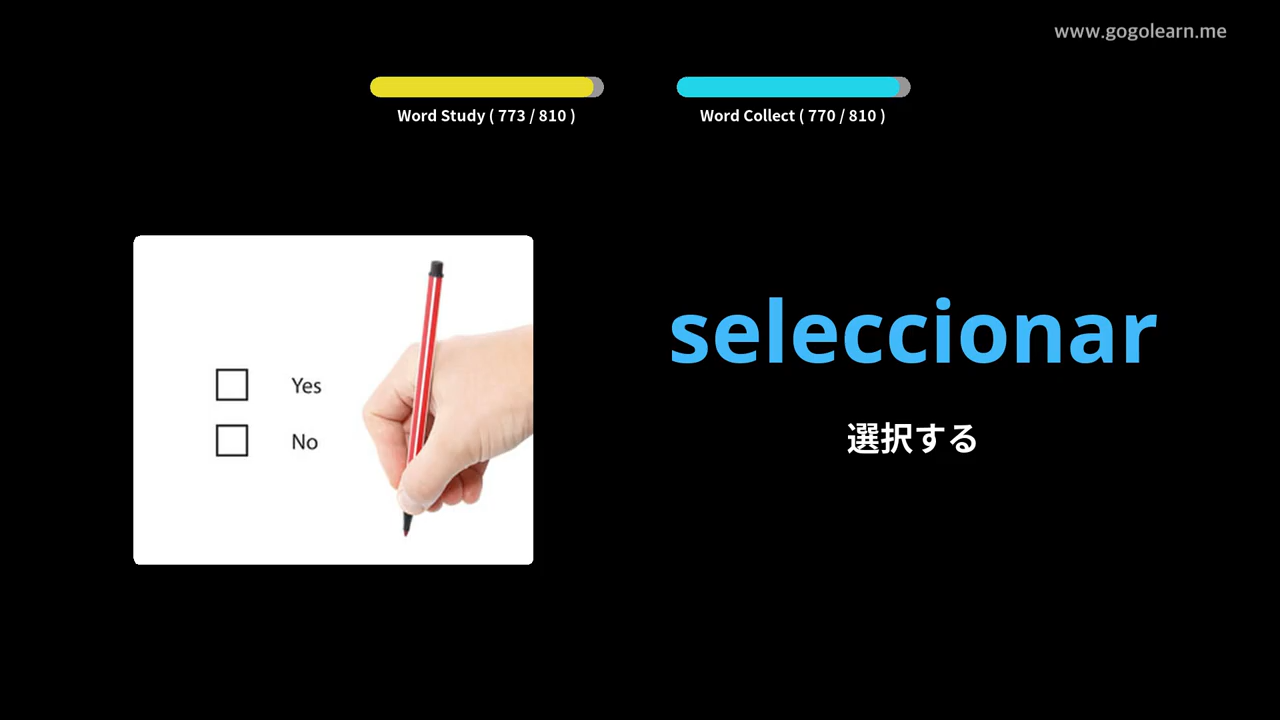 www.gogolearn.me
Word Study ( 773 / 810 )
Word Collect ( 770 / 810 )
Yes
No
seleccionar
選択する